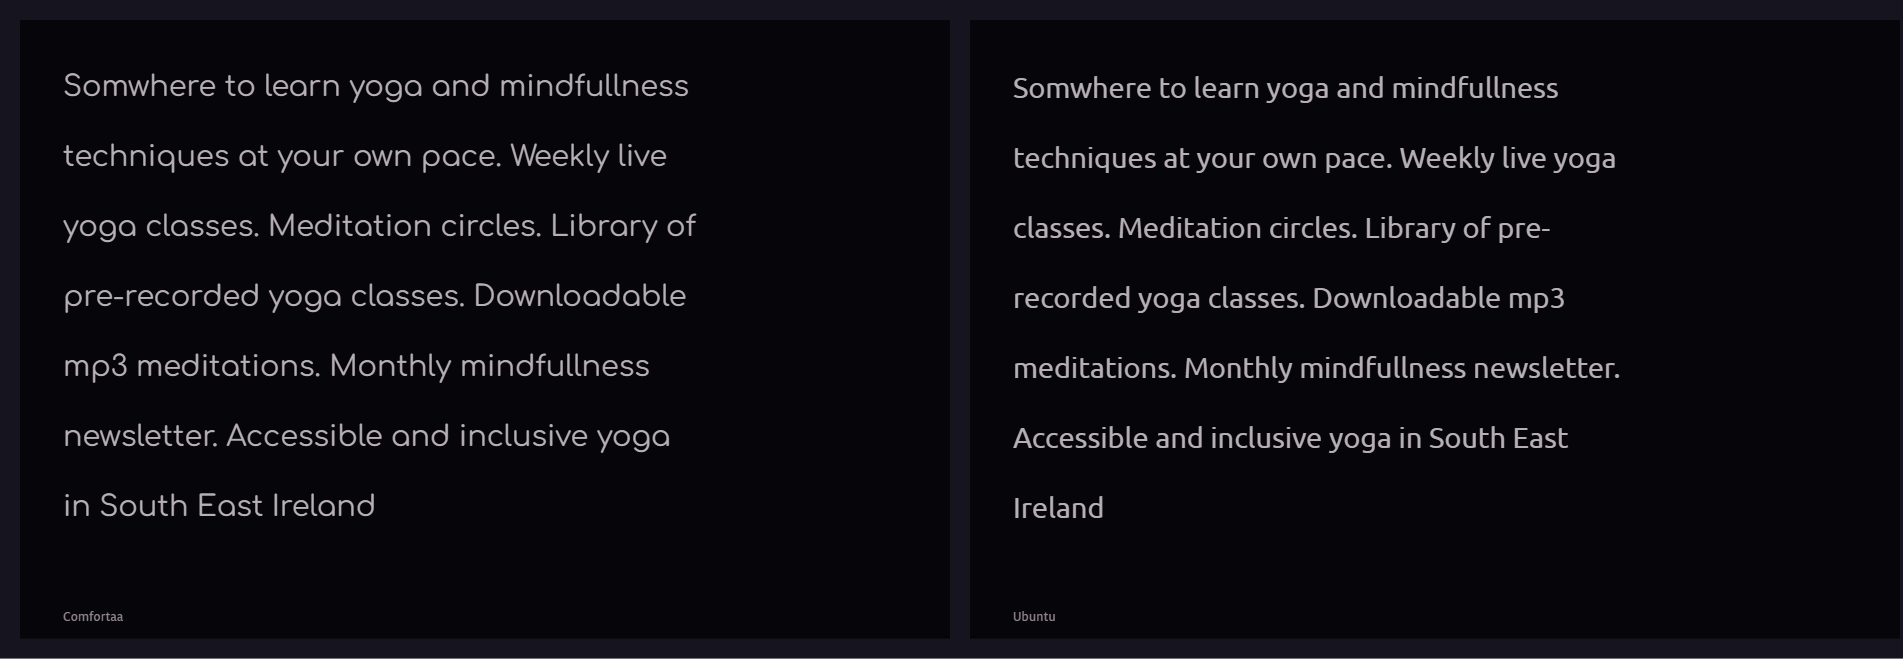 Somwhere to learn yoga and mindfullness
techniques at your own pace. Weekly live
yoga classes. Meditation circles. Library of
pre-recorded yoga classes. Downloadable
mp3 meditations. Monthly mindfullness
newsletter. Accessible and inclusive yoga
in South East Ireland
Comfortaa
Somwhere to learn yoga and mindfullness
techniques at your own pace. Weekly live yoga
classes. Meditation circles. Library of pre-
recorded yoga classes. Downloadable mp3
meditations. Monthly mindfullness newsletter.
Accessible and inclusive yoga in South East
Ireland
Ubuntu